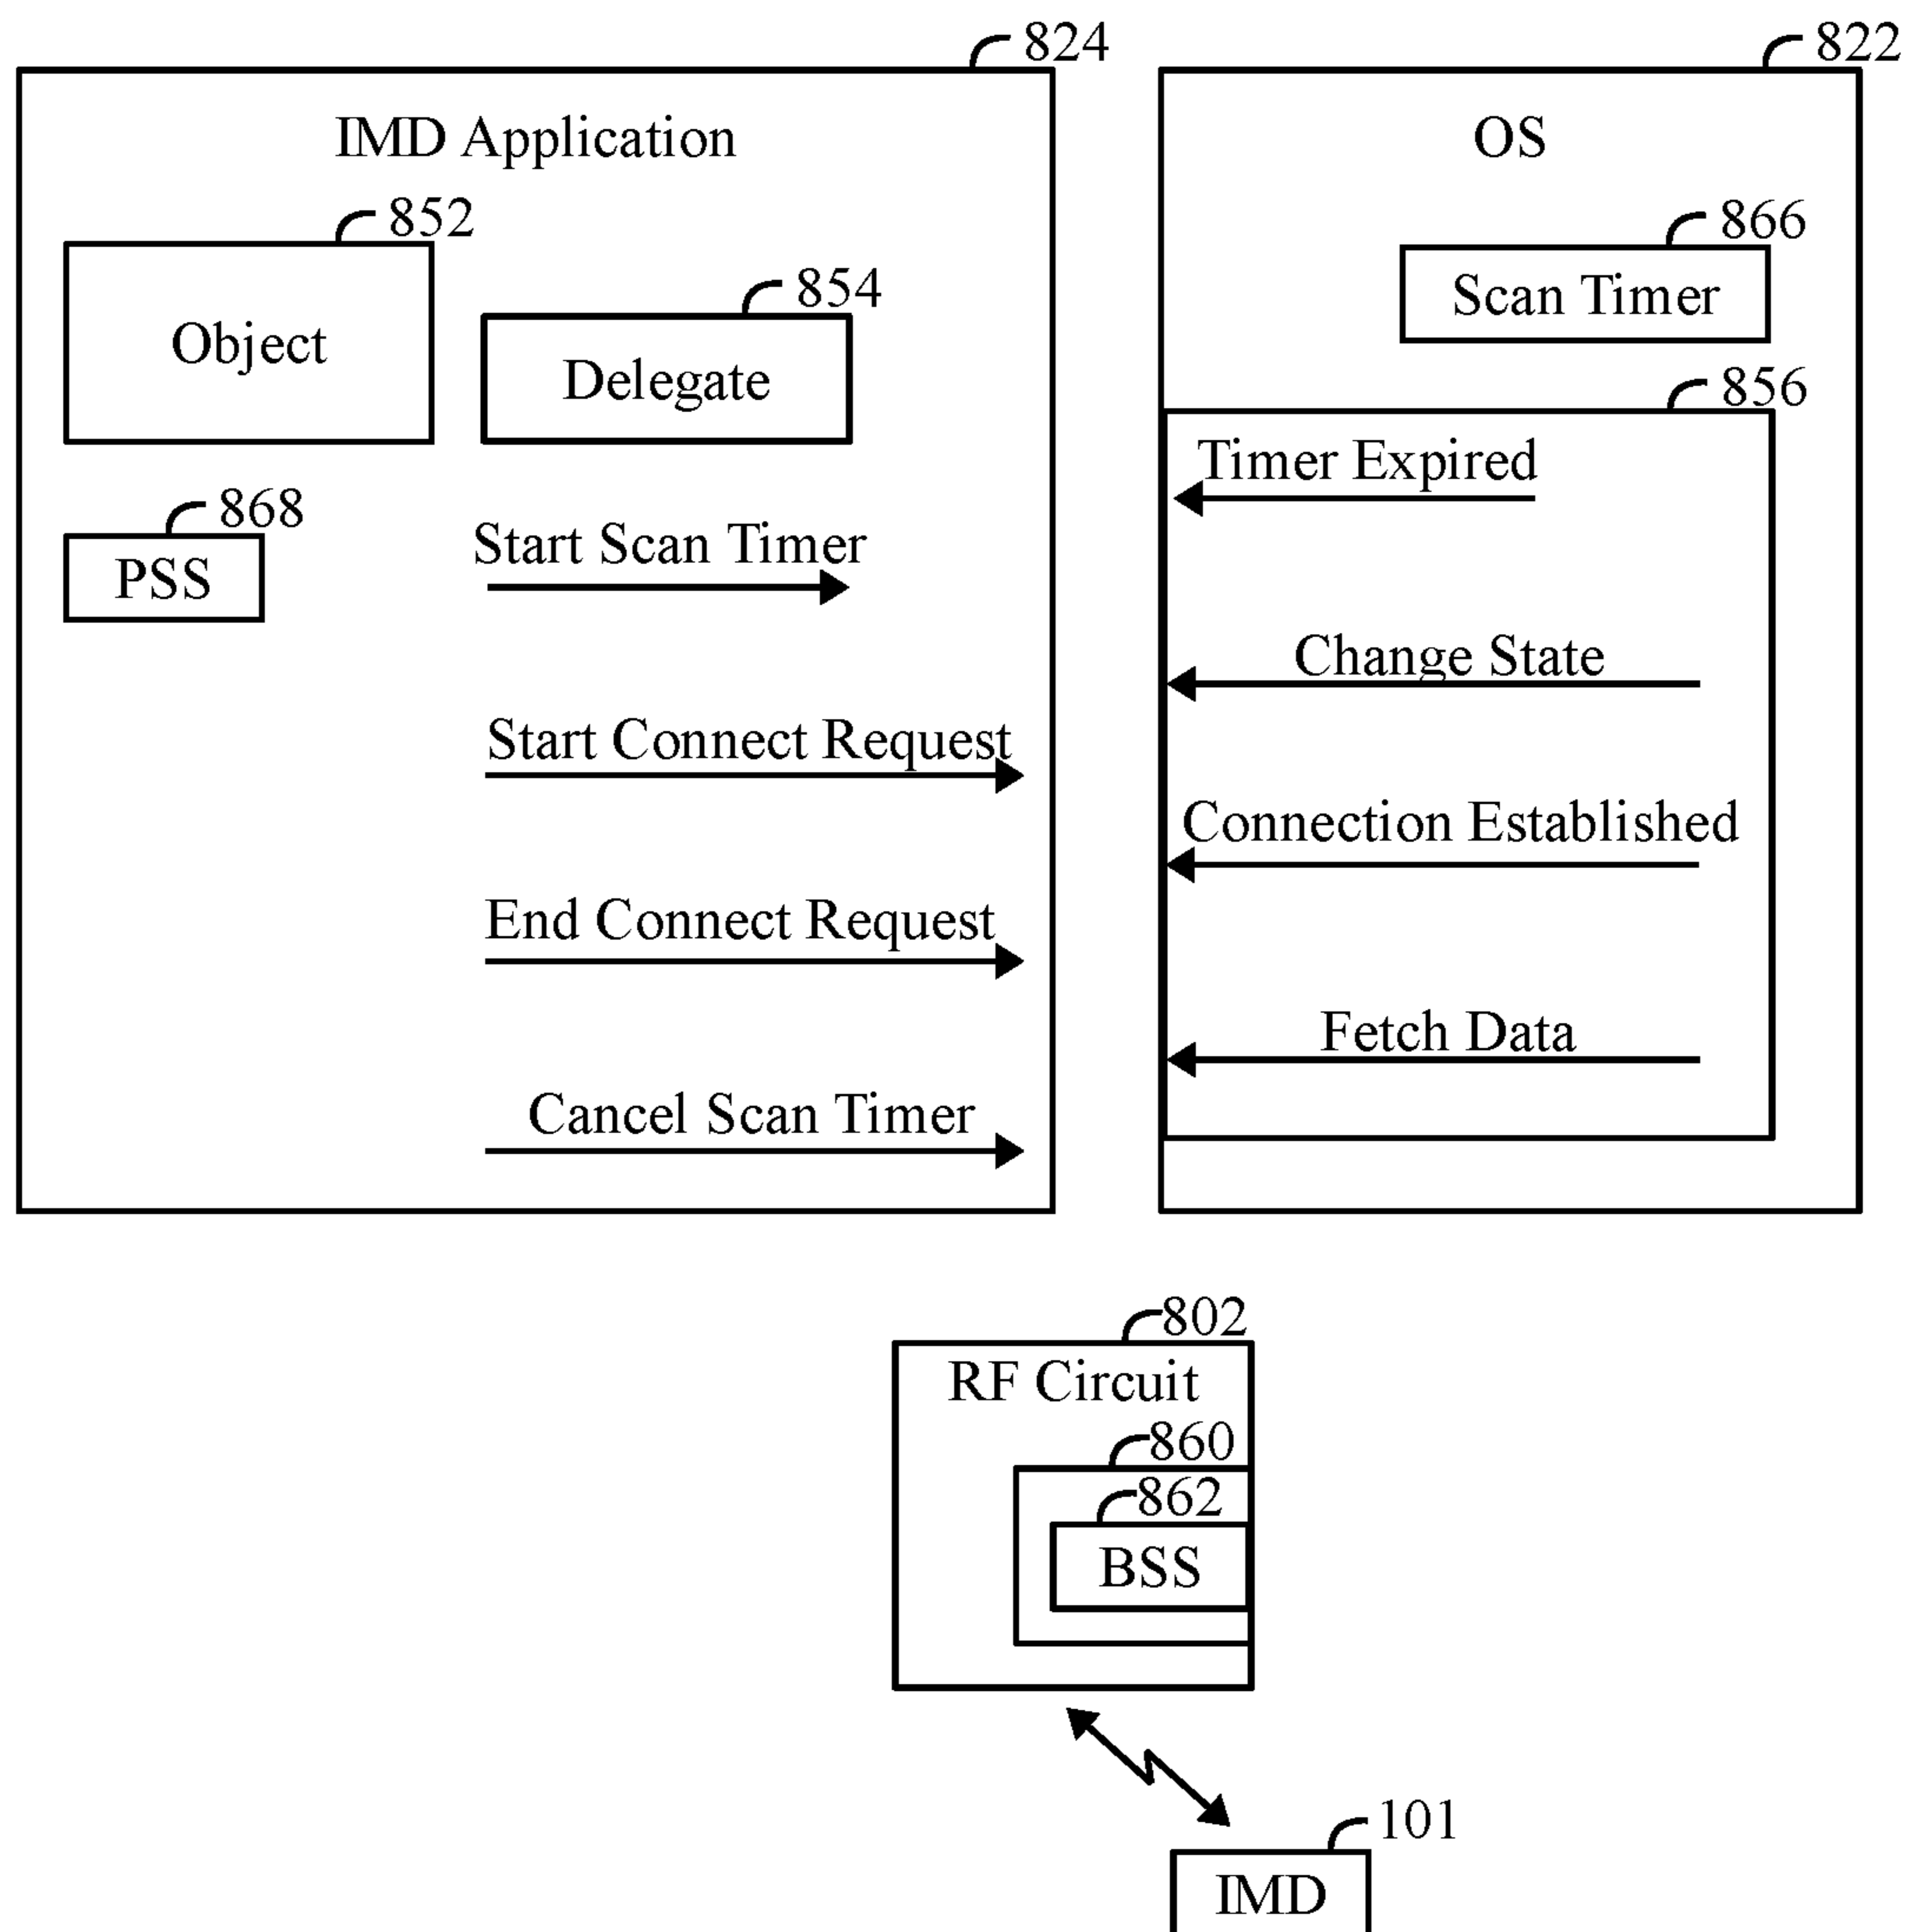 824
822
IMD Application
OS
852
866
Object
854
Scan Timer
Delegate
856
Timer Expired
868
PSS
Start Scan Timer
Change State
Start Connect Request
Connection Established
End Connect Request
Fetch Data
Cancel Scan Timer
802
RF Circuit
860
862
BSS
101
IMD